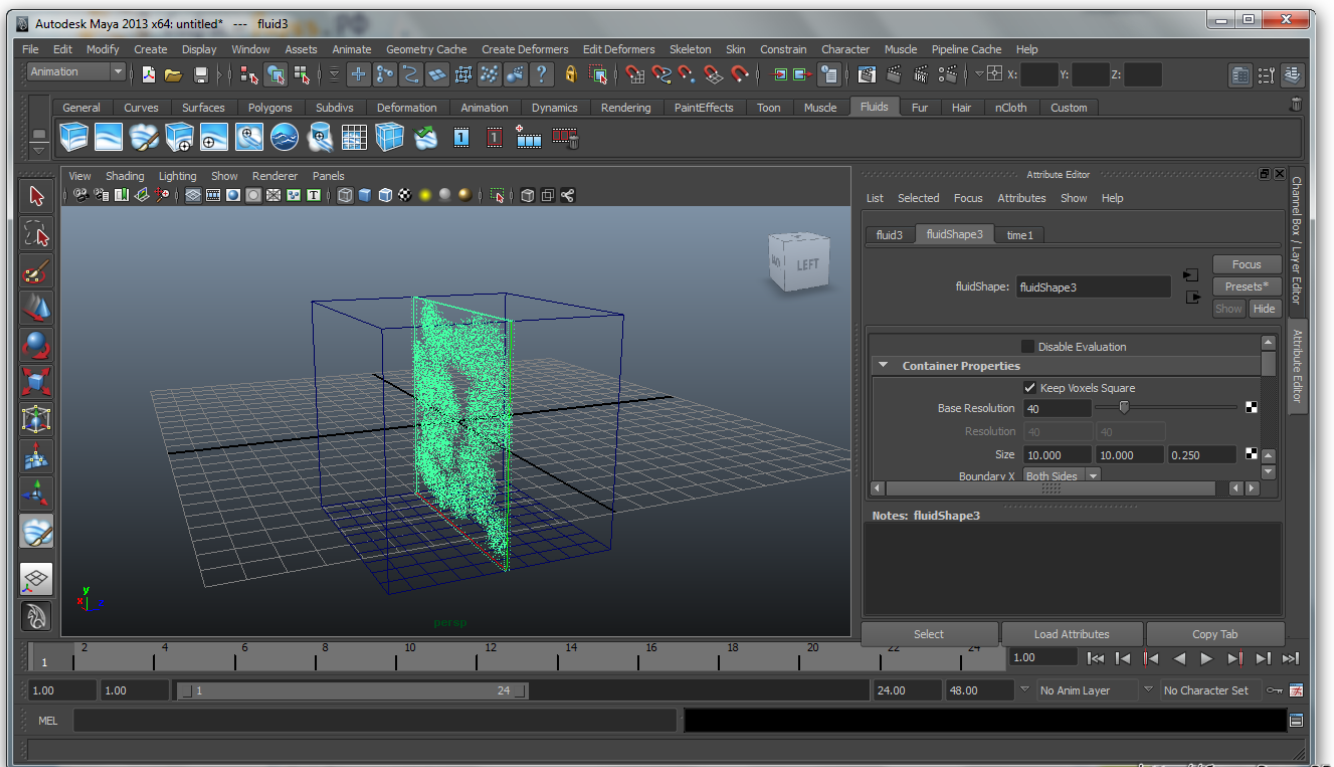 Autodesk Maya 2013 x64: untitled* --- fluid3
File Edit Modify Create Display Window Assets Animate Geometry Cache Create Deformers Edit Deformers Skeleton Skin Constrain Character Muscle Pipeline Cache Help
Animation X: Y: Z:
General Curves Surfaces Polygons Subdivs Deformation Animation Dynamics Rendering PaintEffects Toon Muscle Fluids Fur Hair nCloth Custom
1 1
View Shading Lighting Show Renderer Panels
LEFT
y
x
persp
Attribute Editor
List Selected Focus Attributes Show Help
fluid3 fluidShape3 time1
Focus
fluidShape: fluidShape3 Presets*
Show Hide
Disable Evaluation
Container Properties
Keep Voxels Square
Base Resolution 40
Resolution 40 40
Size 10.000 10.000 0.250
Boundary X Both Sides
Notes: fluidShape3
Select Load Attributes Copy Tab
Channel Box / Layer Editor
Attribute Editor
1 2 4 6 8 10 12 14 16 18 20 22 24 1.00
1.00 1.00 1 24 24.00 48.00 No Anim Layer No Character Set
MEL